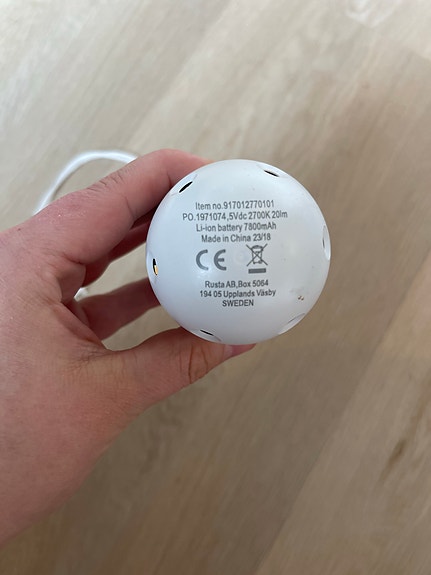 Item no.917012770101
PO.1971074,5Vdc 2700K 20lm
Li-ion battery 7800mAh
Made in China 23/18
CE
Rusta AB,Box 5064
194 05 Upplands Väsby
SWEDEN